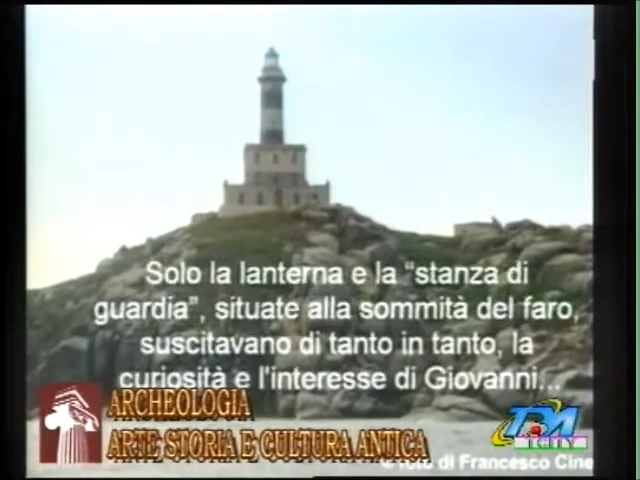 Solo la lanterna e la “stanza di
guardia”, situate alla sommità del faro,
suscitavano di tanto in tanto, la
curiosità e l'interesse di Giovanni...
ARCHEOLOGIA
ARTE STORIA E CULTURA ANTICA
CITY
di Francesco Cine